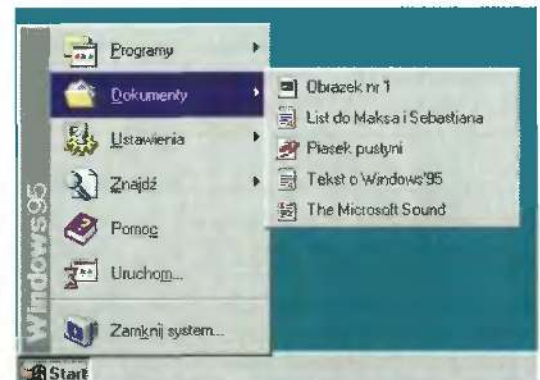 Programy
Dokumenty
Ustawienia
Znajdź
Pomoc
Uruchom...
Zamknij system...
Windows95
Obrazek nr 1
List do Maksa i Sebastiana
Piasek pustyni
Tekst o Windows'95
The Microsoft Sound
Start